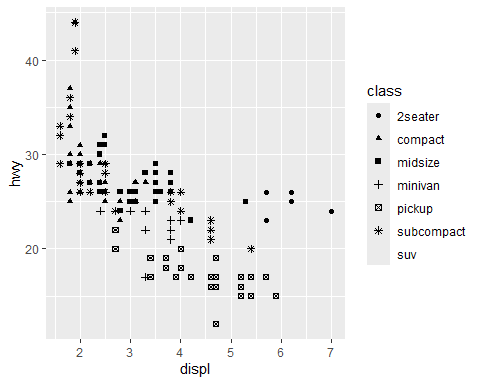 40
30
20
hwy
2 3 4 5 6 7
displ
class
2seater
compact
midsize
minivan
pickup
subcompact
suv